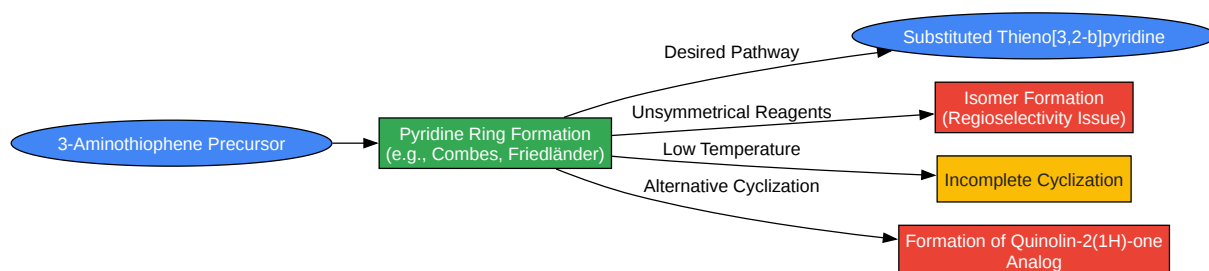 Substituted Thieno[3,2-b]pyridine
Desired Pathway
Isomer Formation
(Regioselectivity Issue)
Unsymmetrical Reagents
3-Aminothiophene Precursor
Pyridine Ring Formation
(e.g., Combes, Friedländer)
Low Temperature
Incomplete Cyclization
Alternative Cyclization
Formation of Quinolin-2(1H)-one
Analog